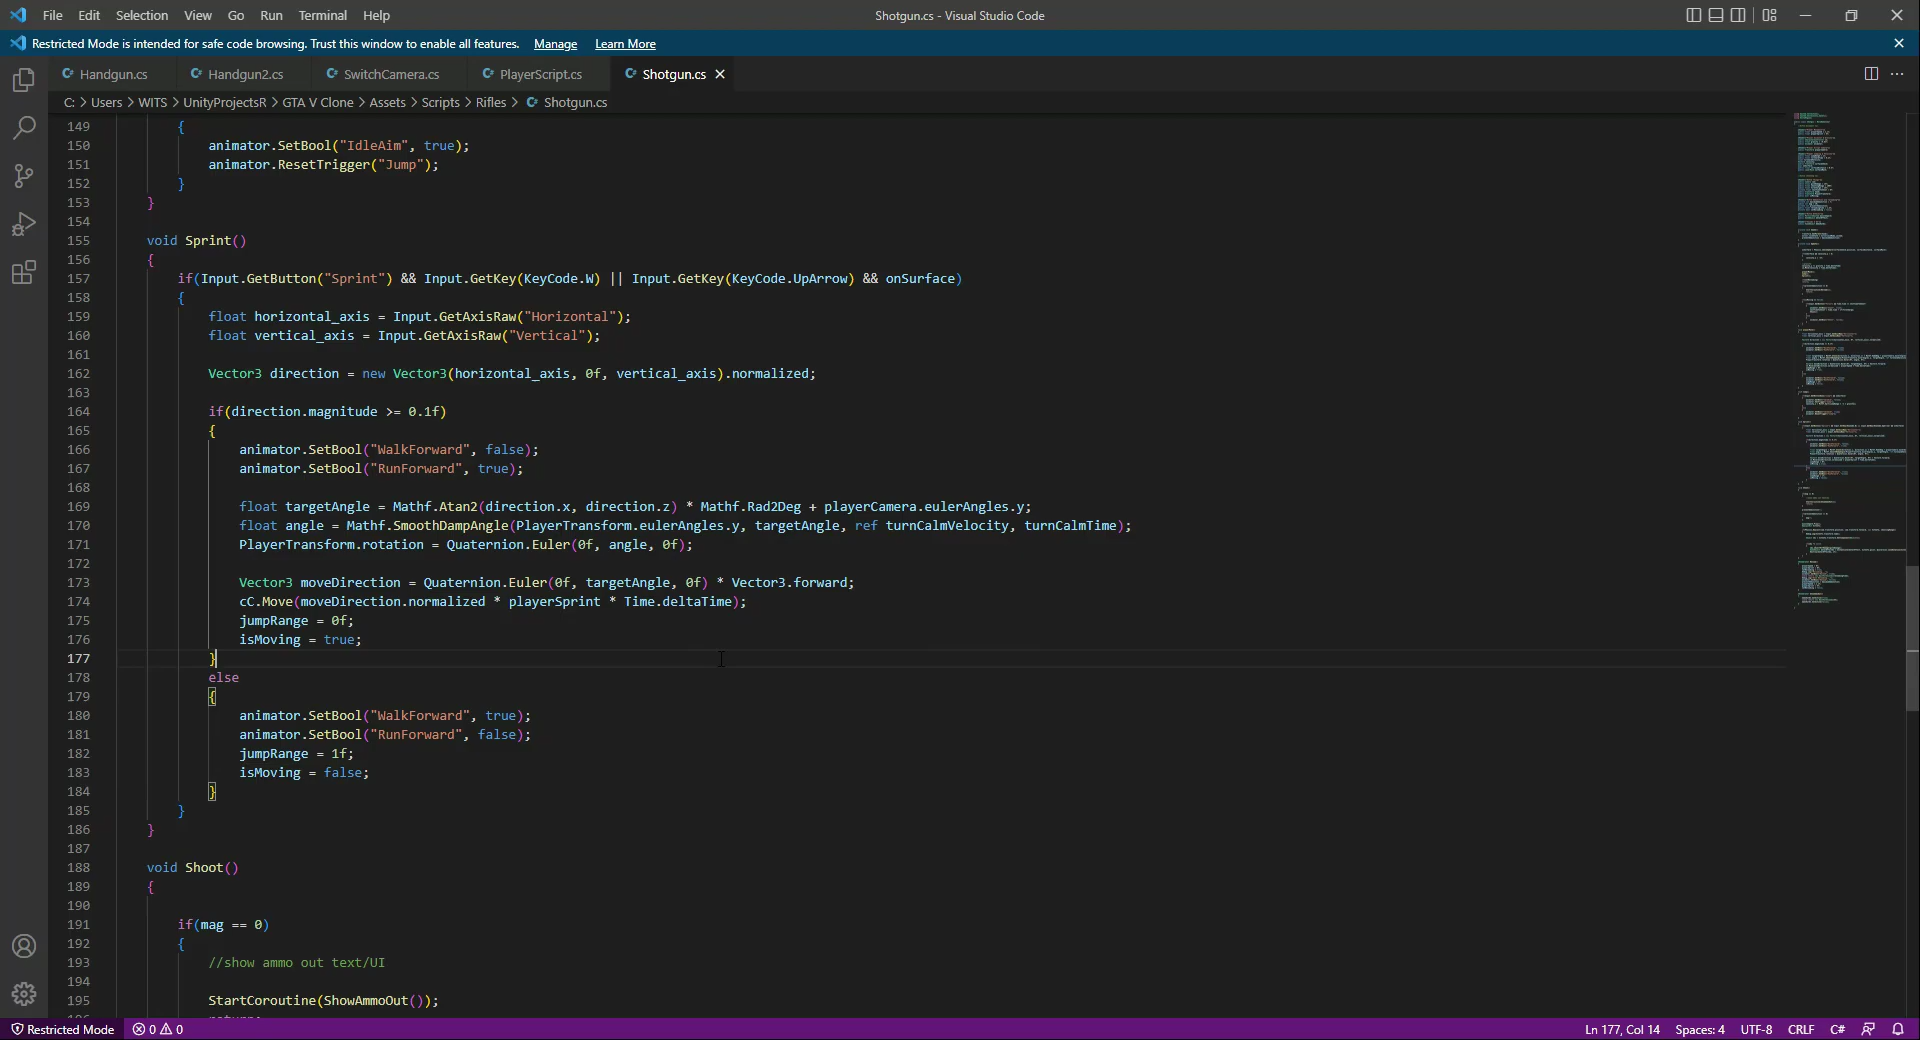 File Edit Selection View Go Run Terminal Help Shotgun.cs - Visual Studio Code
Restricted Mode is intended for safe code browsing. Trust this window to enable all features. Manage Learn More
Handgun.cs Handgun2.cs SwitchCamera.cs PlayerScript.cs Shotgun.cs
C: > Users > WITS > UnityProjectsR > GTA V Clone > Assets > Scripts > Rifles > Shotgun.cs
149 {
150 animator.SetBool("IdleAim", true);
151 animator.ResetTrigger("Jump");
152 }
153 }
154
155 void Sprint()
156 {
157 if(Input.GetButton("Sprint") && Input.GetKey(KeyCode.W) || Input.GetKey(KeyCode.UpArrow) && onSurface)
158 {
159 float horizontal_axis = Input.GetAxisRaw("Horizontal");
160 float vertical_axis = Input.GetAxisRaw("Vertical");
161
162 Vector3 direction = new Vector3(horizontal_axis, 0f, vertical_axis).normalized;
163
164 if(direction.magnitude >= 0.1f)
165 {
166 animator.SetBool("WalkForward", false);
167 animator.SetBool("RunForward", true);
168
169 float targetAngle = Mathf.Atan2(direction.x, direction.z) * Mathf.Rad2Deg + playerCamera.eulerAngles.y;
170 float angle = Mathf.SmoothDampAngle(PlayerTransform.eulerAngles.y, targetAngle, ref turnCalmVelocity, turnCalmTime);
171 PlayerTransform.rotation = Quaternion.Euler(0f, angle, 0f);
172
173 Vector3 moveDirection = Quaternion.Euler(0f, targetAngle, 0f) * Vector3.forward;
174 cC.Move(moveDirection.normalized * playerSprint * Time.deltaTime);
175 jumpRange = 0f;
176 isMoving = true;
177 }
178 else
179 {
180 animator.SetBool("WalkForward", true);
181 animator.SetBool("RunForward", false);
182 jumpRange = 1f;
183 isMoving = false;
184 }
185 }
186 }
187
188 void Shoot()
189 {
190
191 if(mag == 0)
192 {
193 //show ammo out text/UI
194
195 StartCoroutine(ShowAmmoOut());
Restricted Mode 0 0 Ln 177, Col 14 Spaces: 4 UTF-8 CRLF C#